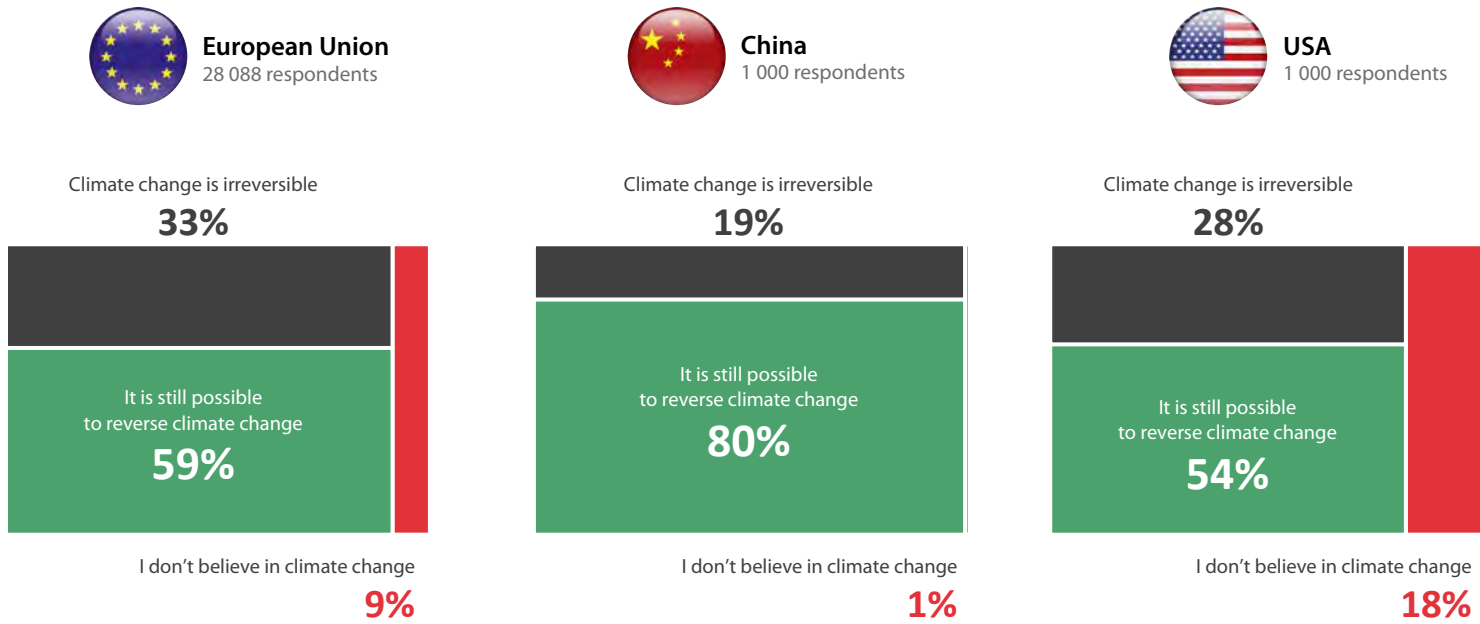 European Union
28 088 respondents
Climate change is irreversible
33%
It is still possible
to reverse climate change
59%
I don’t believe in climate change
9%
China
1 000 respondents
Climate change is irreversible
19%
It is still possible
to reverse climate change
80%
I don’t believe in climate change
1%
USA
1 000 respondents
Climate change is irreversible
28%
It is still possible
to reverse climate change
54%
I don’t believe in climate change
18%